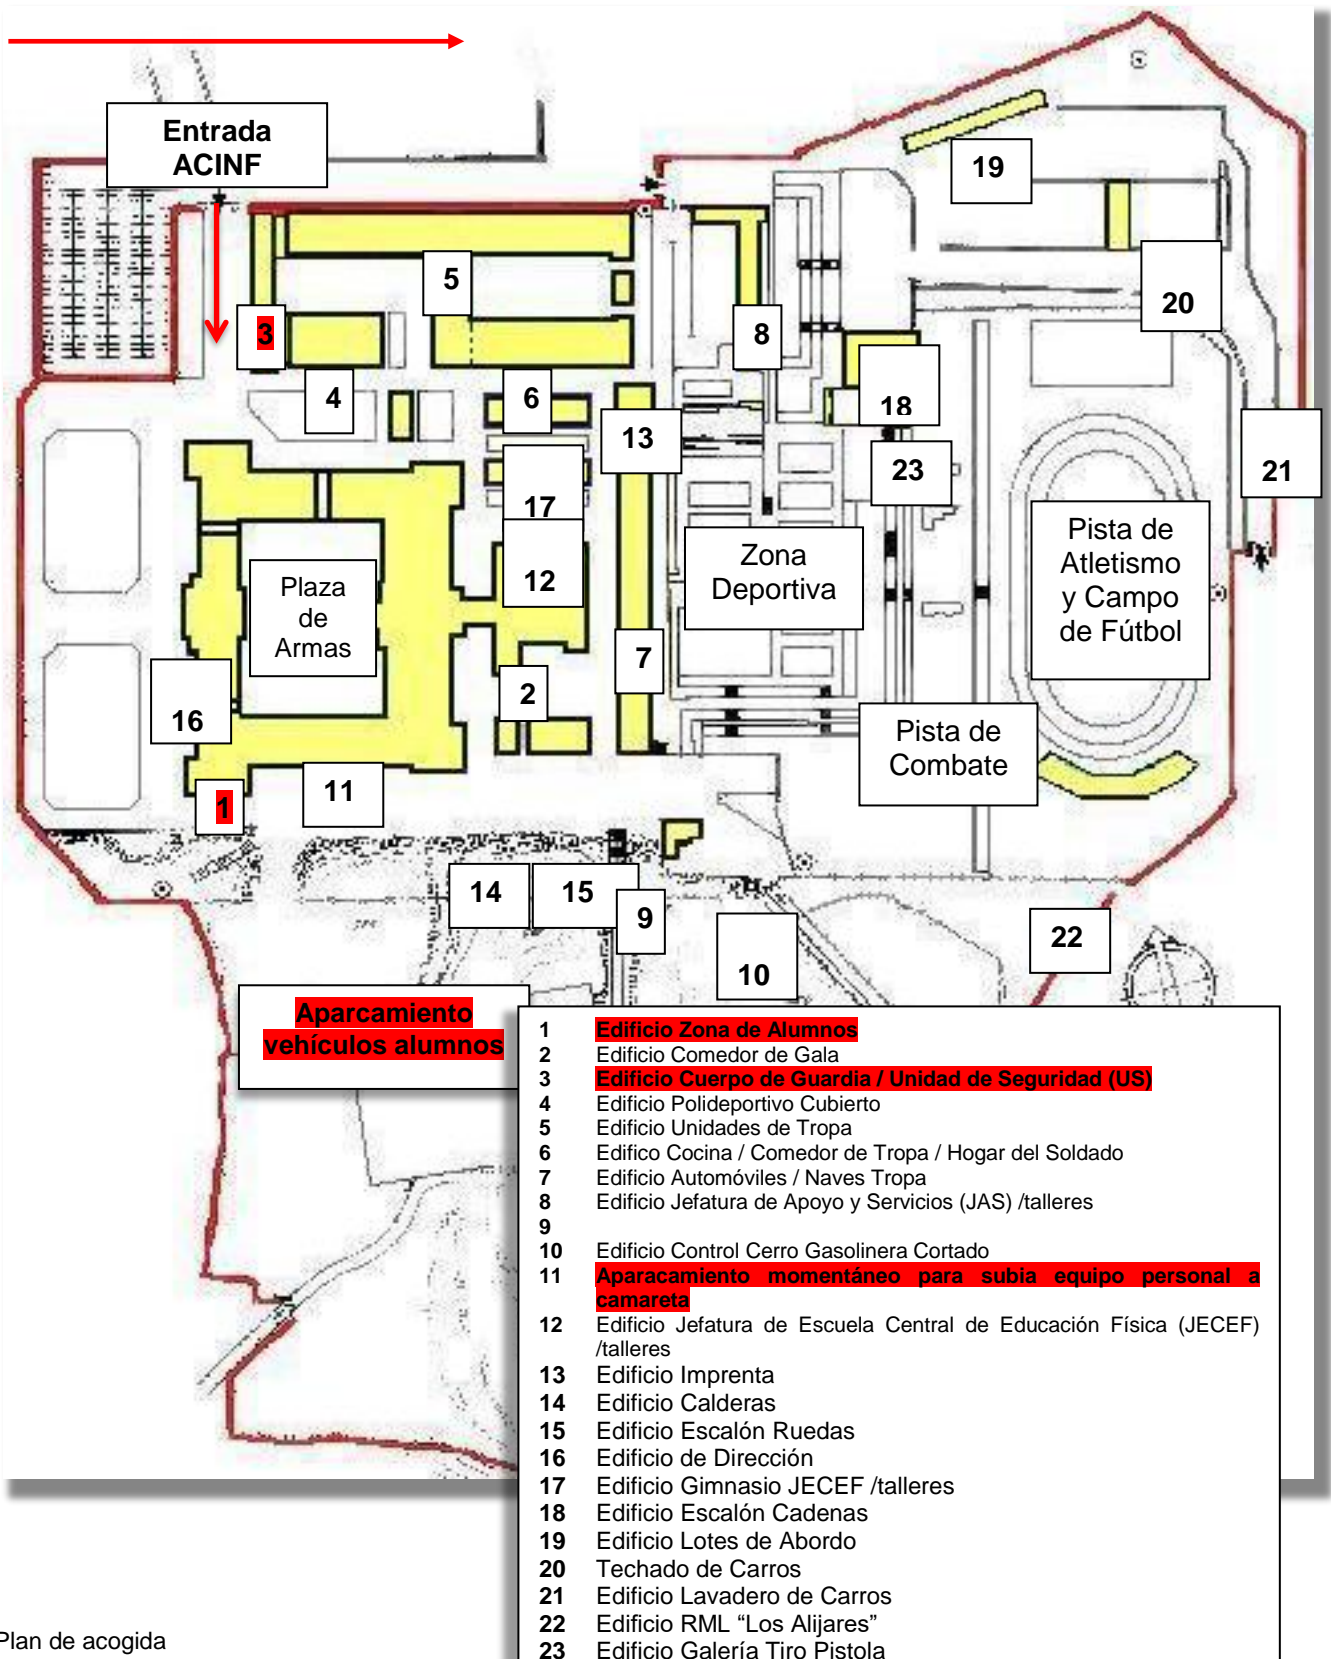 Entrada
ACINF
19
5
20
3
8
4
6
18
13
21
23
17
Pista de
Atletismo
y Campo
de Fútbol
Zona
Deportiva
12
Plaza
de
Armas
7
2
16
Pista de
Combate
11
1
14
15
9
22
10
Aparcamiento
vehículos alumnos
1 Edificio Zona de Alumnos
2 Edificio Comedor de Gala
3 Edificio Cuerpo de Guardia / Unidad de Seguridad (US)
4 Edificio Polideportivo Cubierto
5 Edificio Unidades de Tropa
6 Edifico Cocina / Comedor de Tropa / Hogar del Soldado
7 Edificio Automóviles / Naves Tropa
8 Edificio Jefatura de Apoyo y Servicios (JAS) /talleres
9
10 Edificio Control Cerro Gasolinera Cortado
11 Aparacamiento momentáneo para subia equipo personal a
camareta
12 Edificio Jefatura de Escuela Central de Educación Física (JECEF)
/talleres
13 Edificio Imprenta
14 Edificio Calderas
15 Edificio Escalón Ruedas
16 Edificio de Dirección
17 Edificio Gimnasio JECEF /talleres
18 Edificio Escalón Cadenas
19 Edificio Lotes de Abordo
20 Techado de Carros
21 Edificio Lavadero de Carros
22 Edificio RML “Los Alijares”
23 Edificio Galería Tiro Pistola
Plan de acogida